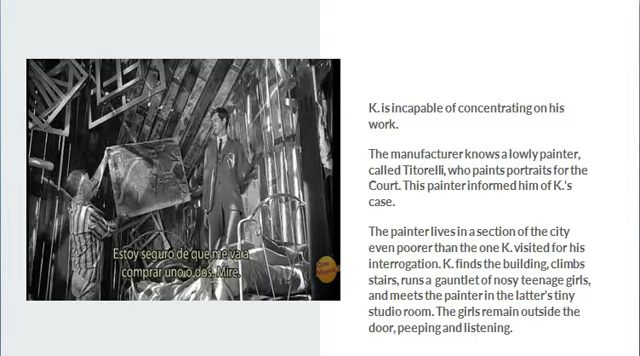 K. is incapable of concentrating on his
work.
The manufacturer knows a lowly painter,
called Titorelli, who paints portraits for the
Court. This painter informed him of K.'s
case.
The painter lives in a section of the city
even poorer than the one K. visited for his
interrogation. K. finds the building, climbs
stairs, runs a gauntlet of nosy teenage girls,
and meets the painter in the latter's tiny
studio room. The girls remain outside the
door, peeping and listening.
Estoy seguro de que me va a
comprar uno o dos. Mire.